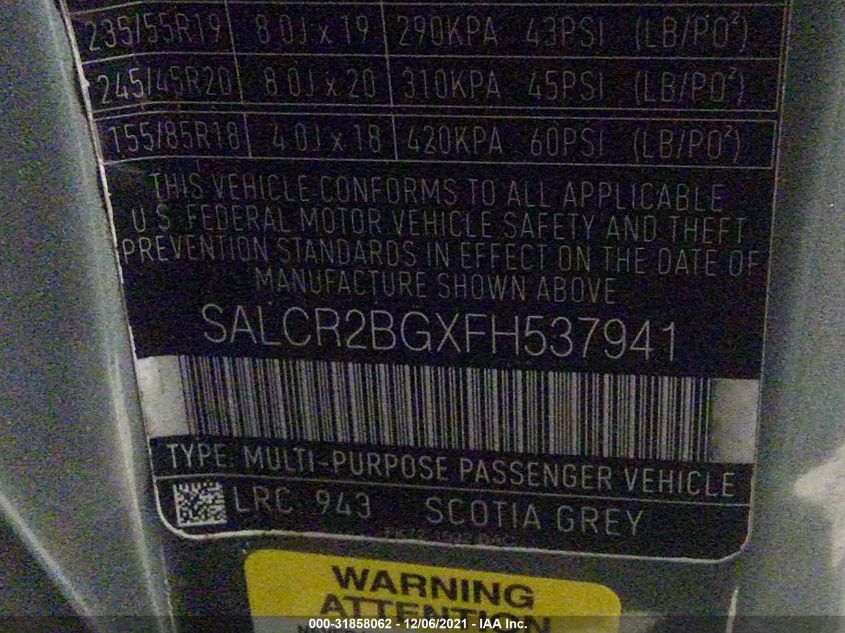 235/55R19 8.0J x 19 290KPA 43PSI (LB/PO²)
245/45R20 8.0J x 20 310KPA 45PSI (LB/PO²)
155/85R18 4.0J x 18 420KPA 60PSI (LB/PO²)
THIS VEHICLE CONFORMS TO ALL APPLICABLE
U.S. FEDERAL MOTOR VEHICLE SAFETY AND THEFT
PREVENTION STANDARDS IN EFFECT ON THE DATE OF
MANUFACTURE SHOWN ABOVE
SALCR2BGXFH537941
TYPE: MULTI-PURPOSE PASSENGER VEHICLE
LRC 943 SCOTIA GREY
WARNING
ATTENTION
000-31858062 - 12/06/2021 - IAA Inc.